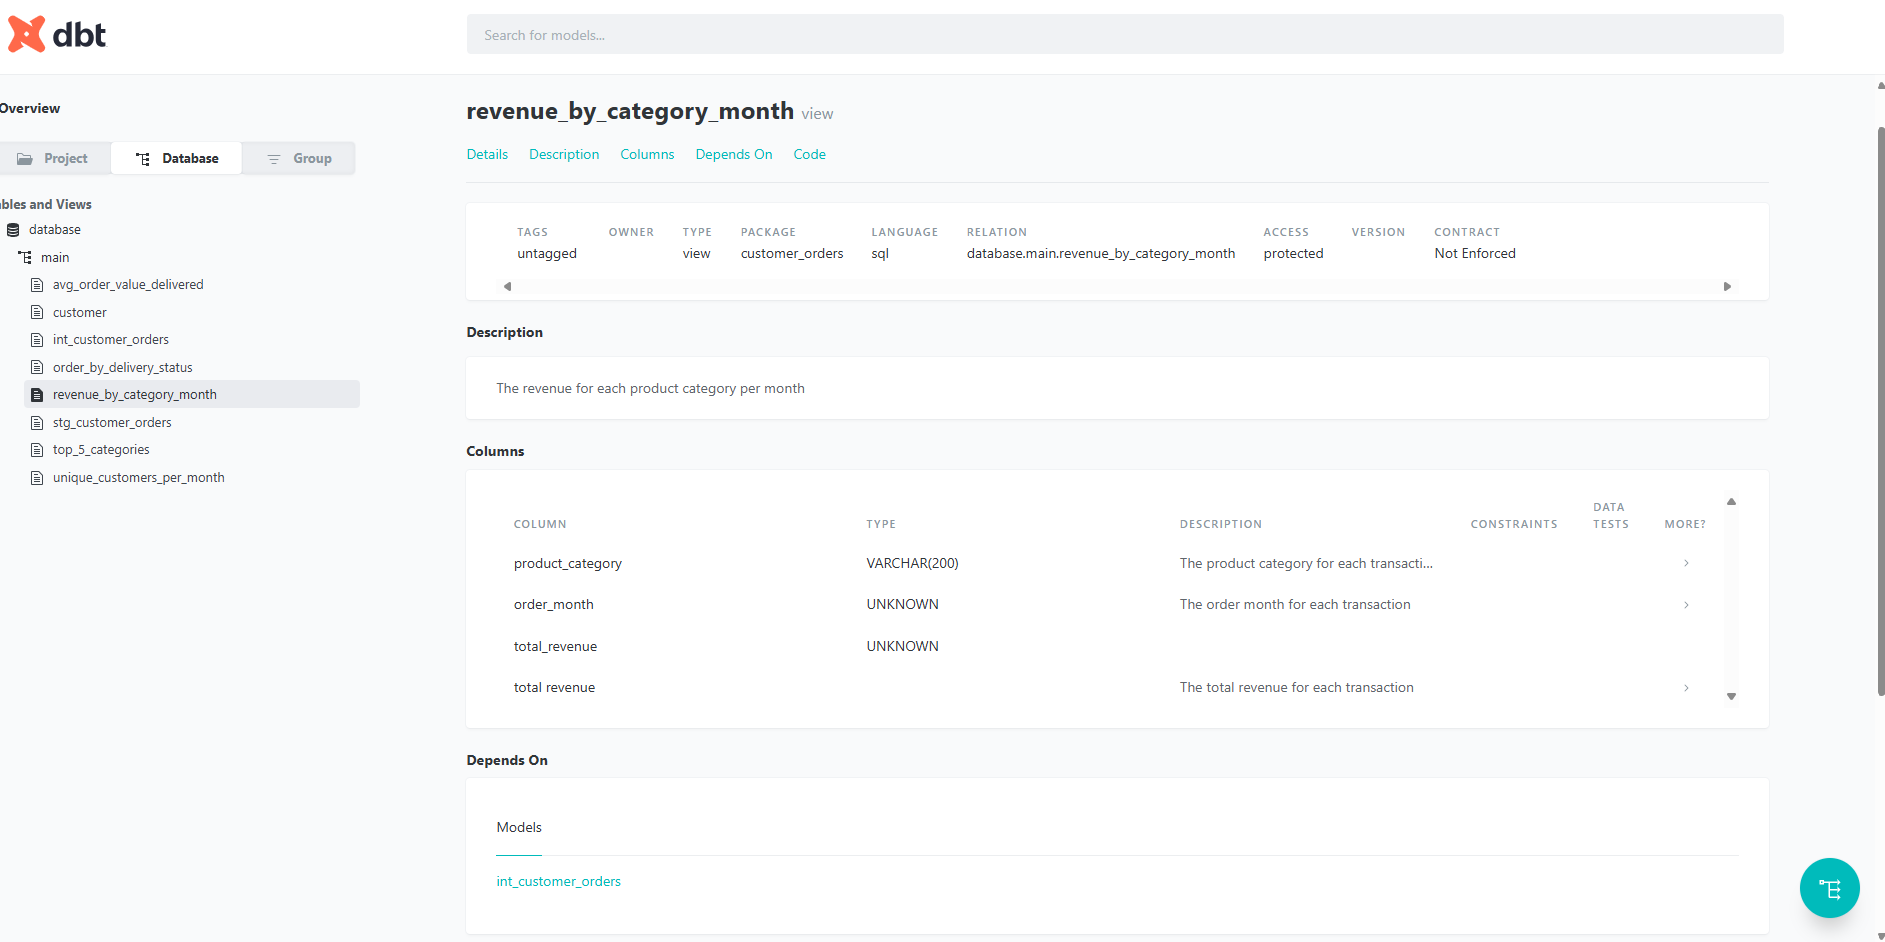 dbt
Search for models...
Overview
Project
Database
Group
bles and Views
database
main
avg_order_value_delivered
customer
int_customer_orders
order_by_delivery_status
revenue_by_category_month
stg_customer_orders
top_5_categories
unique_customers_per_month
revenue_by_category_month view
Details Description Columns Depends On Code
TAGS OWNER TYPE PACKAGE LANGUAGE RELATION ACCESS VERSION CONTRACT
untagged view customer_orders sql database.main.revenue_by_category_month protected Not Enforced
Description
The revenue for each product category per month
Columns
COLUMN TYPE DESCRIPTION CONSTRAINTS DATA TESTS MORE?
product_category VARCHAR(200) The product category for each transacti...
order_month UNKNOWN The order month for each transaction
total_revenue UNKNOWN
total revenue The total revenue for each transaction
Depends On
Models
int_customer_orders